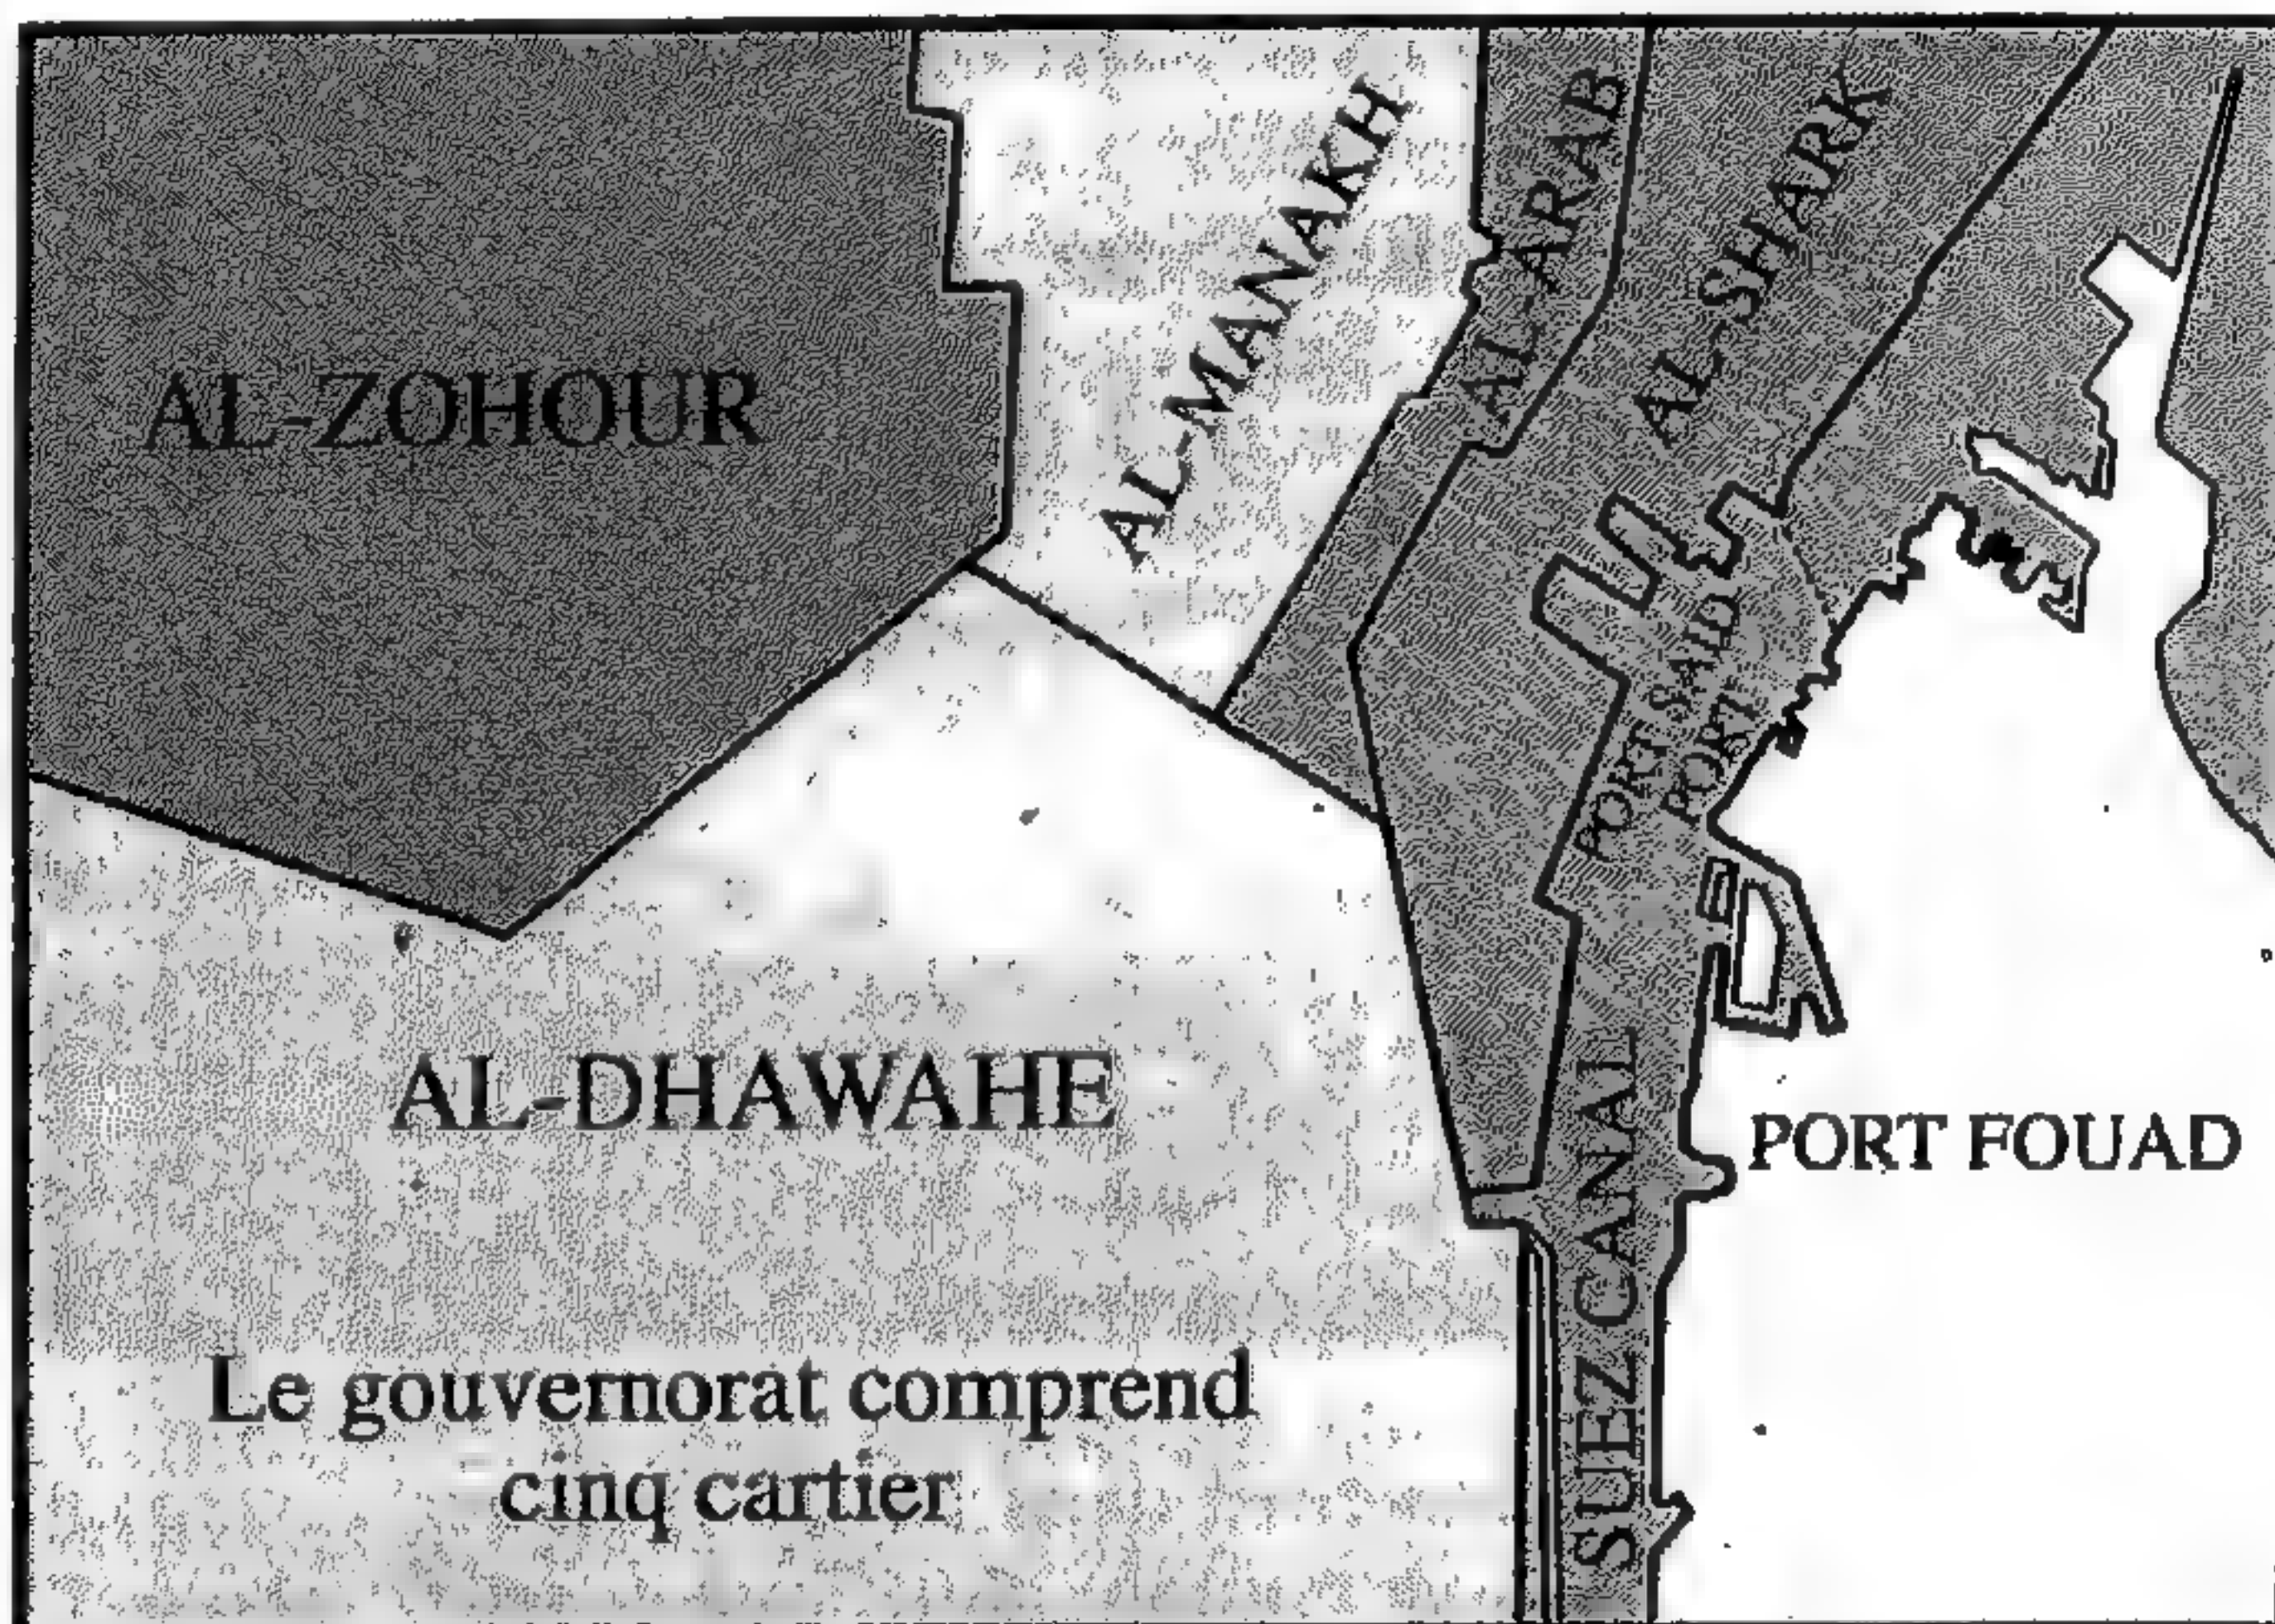 AL-ZOHOUR
AL-MANAKH
AL-ARAB
AL-SHARK
PORT SAID
PORT
AL-DHAWAHE
SUEZ CANAL
PORT FOUAD
Le gouvernorat comprend
cinq cartier